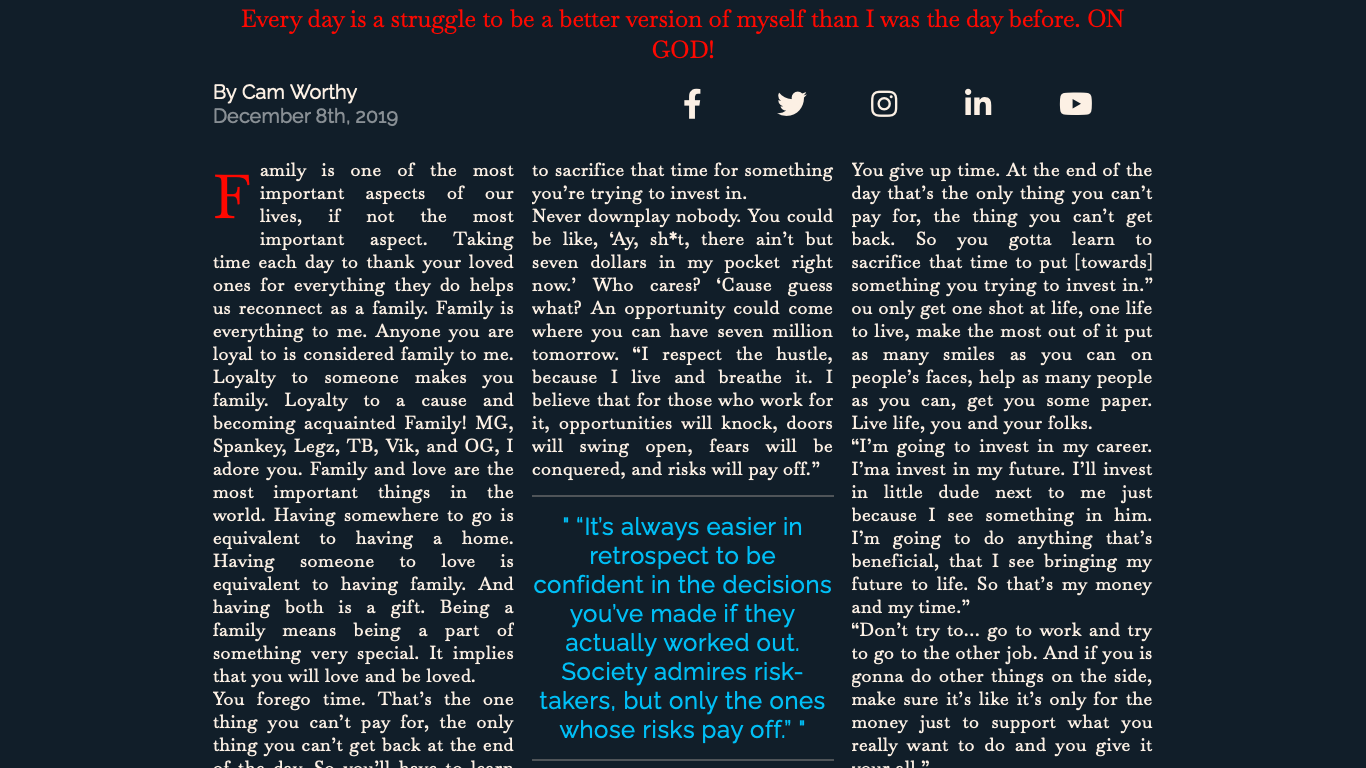 Every day is a struggle to be a better version of myself than I was the day before. ON
GOD!
By Cam Worthy
December 8th, 2019
Family is one of the most
important aspects of our
lives, if not the most
important aspect. Taking
time each day to thank your loved
ones for everything they do helps
us reconnect as a family. Family is
everything to me. Anyone you are
loyal to is considered family to me.
Loyalty to someone makes you
family. Loyalty to a cause and
becoming acquainted Family! MG,
Spankey, Legz, TB, Vik, and OG, I
adore you. Family and love are the
most important things in the
world. Having somewhere to go is
equivalent to having a home.
Having someone to love is
equivalent to having family. And
having both is a gift. Being a
family means being a part of
something very special. It implies
that you will love and be loved.
You forego time. That’s the one
thing you can’t pay for, the only
thing you can’t get back at the end
of the day. So you’ll have to learn
to sacrifice that time for something
you’re trying to invest in.
Never downplay nobody. You could
be like, ‘Ay, sh*t, there ain’t but
seven dollars in my pocket right
now.’ Who cares? ‘Cause guess
what? An opportunity could come
where you can have seven million
tomorrow. “I respect the hustle,
because I live and breathe it. I
believe that for those who work for
it, opportunities will knock, doors
will swing open, fears will be
conquered, and risks will pay off.”
" “It’s always easier in
retrospect to be
confident in the decisions
you’ve made if they
actually worked out.
Society admires risk-
takers, but only the ones
whose risks pay off.” "
You give up time. At the end of the
day that’s the only thing you can’t
pay for, the thing you can’t get
back. So you gotta learn to
sacrifice that time to put [towards]
something you trying to invest in.”
ou only get one shot at life, one life
to live, make the most out of it put
as many smiles as you can on
people’s faces, help as many people
as you can, get you some paper.
Live life, you and your folks.
“I’m going to invest in my career.
I’ma invest in my future. I’ll invest
in little dude next to me just
because I see something in him.
I’m going to do anything that’s
beneficial, that I see bringing my
future to life. So that’s my money
and my time.”
“Don’t try to... go to work and try
to go to the other job. And if you is
gonna do other things on the side,
make sure it’s like it’s only for the
money just to support what you
really want to do and you give it
your all.”